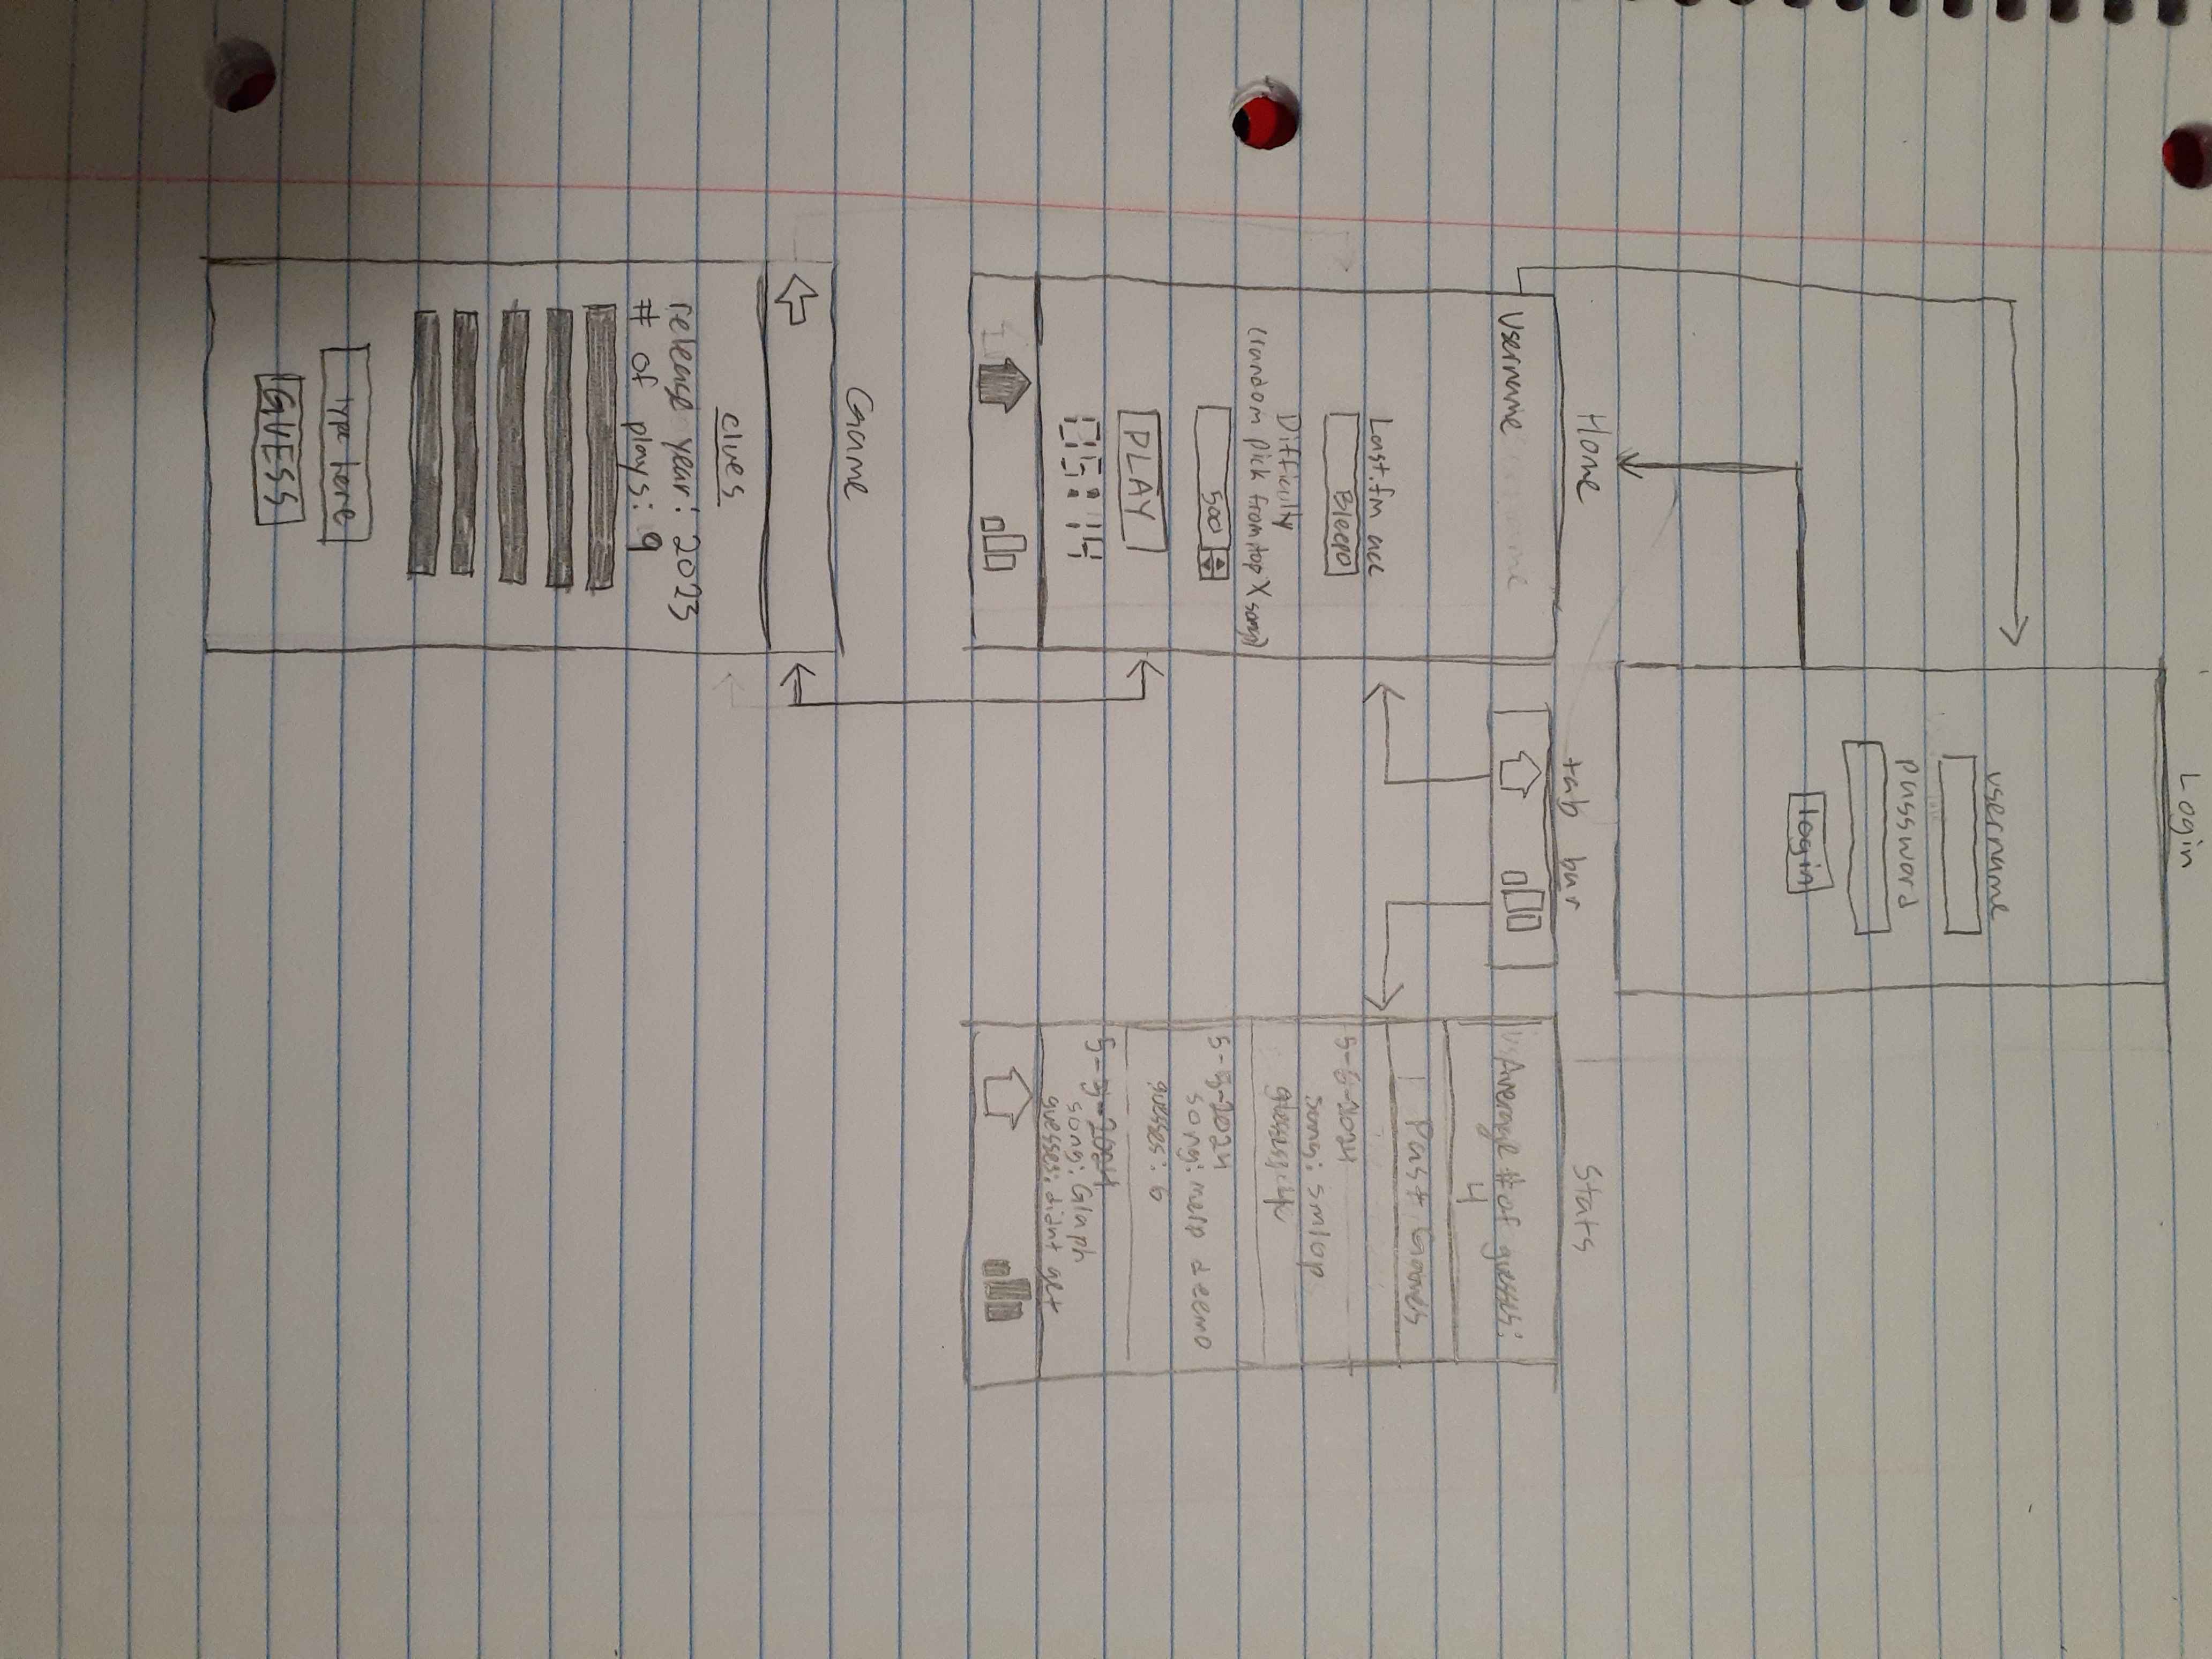 Login
username
password
login
Home
Username
Last.fm acc
Bleepo
Difficulty
(random pick from top X songs)
500
PLAY
05:14
tab bar
Stats
Average # of guesses:
4
Past Games
5-6-2024
song: smlop
guesses: 4
5-5-2024
song: merp deemo
guesses: 6
2024
song: Glaph
guesses: didnt get
Game
clues
release year: 2023
# of plays: 9
type here
GUESS